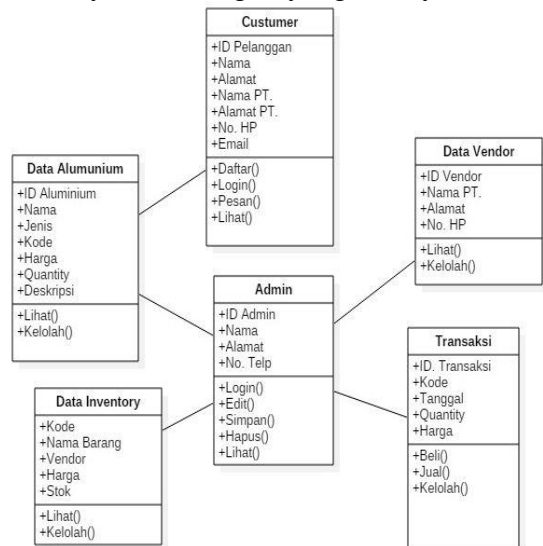 Custumer
+ID Pelanggan
+Nama
+Alamat
+Nama PT.
+Alamat PT.
+No. HP
+Email
+Daftar()
+Login()
+Pesan()
+Lihat()
Data Alumunium
+ID Aluminium
+Nama
+Jenis
+Kode
+Harga
+Quantity
+Deskripsi
+Lihat()
+Kelolah()
Data Vendor
+ID Vendor
+Nama PT.
+Alamat
+No. HP
+Lihat()
+Kelolah()
Admin
+ID Admin
+Nama
+Alamat
+No. Telp
+Login()
+Edit()
+Simpan()
+Hapus()
+Lihat()
Transaksi
+ID. Transaksi
+Kode
+Tanggal
+Quantity
+Harga
+Beli()
+Jual()
+Kelolah()
Data Inventory
+Kode
+Nama Barang
+Vendor
+Harga
+Stok
+Lihat()
+Kelolah()